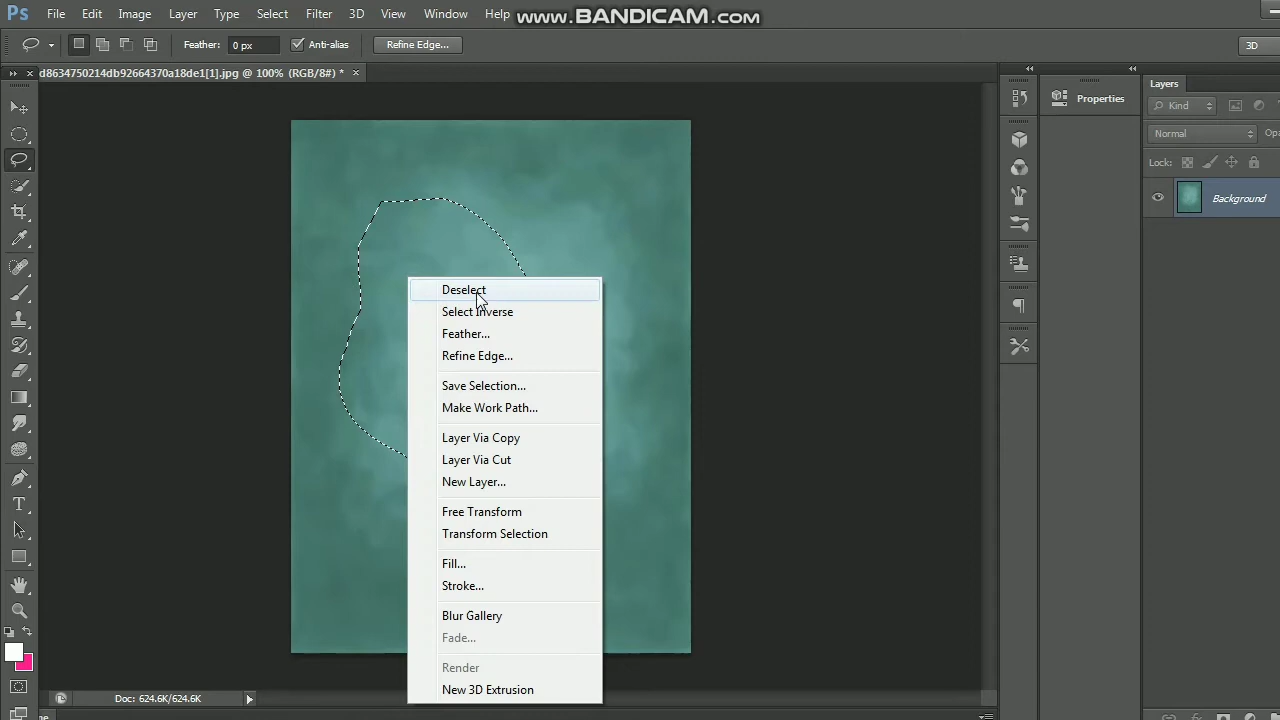 Ps File Edit Image Layer Type Select Filter 3D View Window Help www.BANDICAM.com
Feather: 0 px Anti-alias Refine Edge... 3D
d8634750214db92664370a18de1[1].jpg @ 100% (RGB/8#) * ×
Properties
Layers
Kind
Normal
Lock:
Background
Deselect
Select Inverse
Feather...
Refine Edge...
Save Selection...
Make Work Path...
Layer Via Copy
Layer Via Cut
New Layer...
Free Transform
Transform Selection
Fill...
Stroke...
Blur Gallery
Fade...
Render
New 3D Extrusion
Doc: 624.6K/624.6K